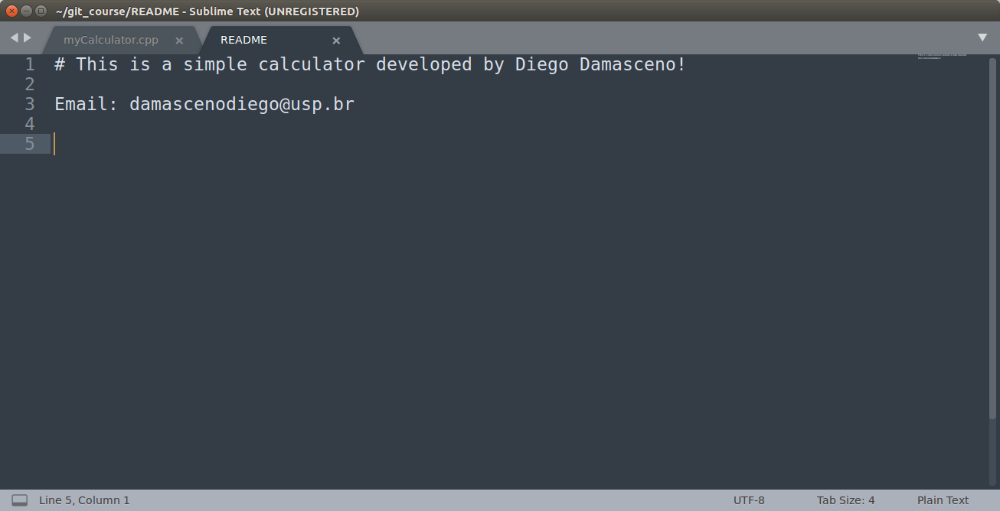 ~/git_course/README - Sublime Text (UNREGISTERED)
myCalculator.cpp README
1 # This is a simple calculator developed by Diego Damasceno!
2
3 Email: damascenodiego@usp.br
4
5
Line 5, Column 1 UTF-8 Tab Size: 4 Plain Text